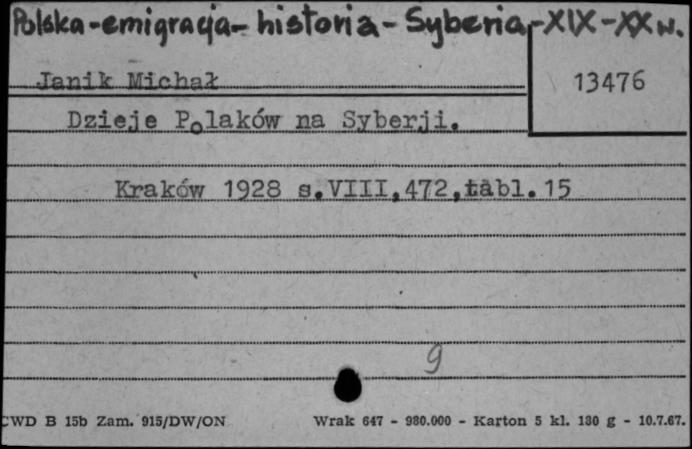 Polska-emigracja-historia-Syberia-XIX-XX w.
Janik Michał
13476
Dzieje Polaków na Syberji.
Kraków 1928 s.VIII,472,tabl.15
9
CWD B 15b Zam. 915/DW/ON Wrak 647 - 980.000 - Karton 5 kl. 130 g - 10.7.67.